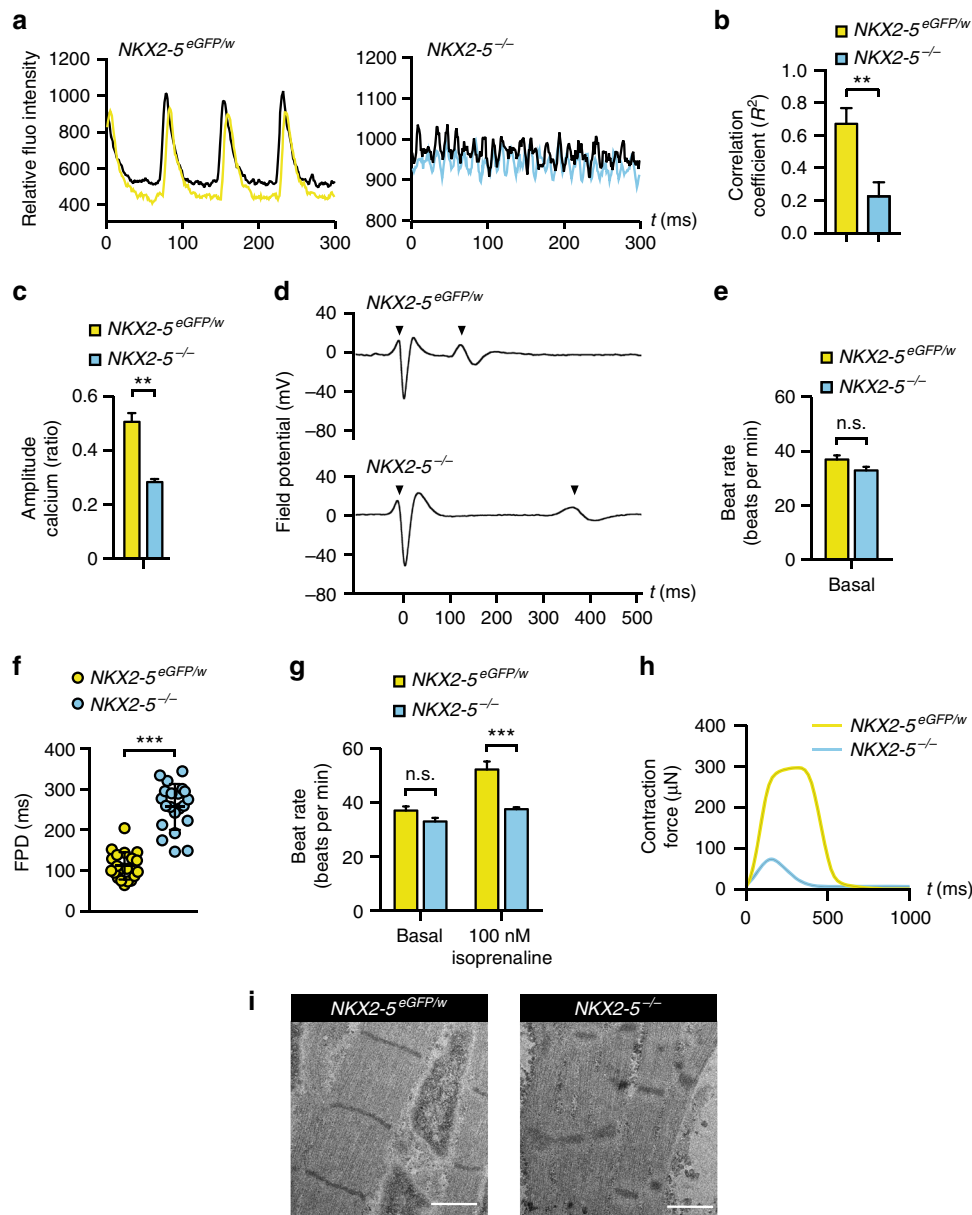 a
NKX2-5eGFP/w
NKX2-5−/−
Relative fluo intensity
1200
1000
800
600
400
0 100 200 300
1200
1100
1000
900
800
0 100 200 300
t (ms)
b
NKX2-5eGFP/w
NKX2-5−/−
**
Correlation
coefficient (R2)
1.0
0.8
0.6
0.4
0.2
0.0
c
NKX2-5eGFP/w
NKX2-5−/−
**
Amplitude
calcium (ratio)
0.6
0.4
0.2
0
d
NKX2-5eGFP/w
Field potential (mV)
40
0
−40
−80
NKX2-5−/−
40
0
−40
−80
0 100 200 300 400 500
t (ms)
e
NKX2-5eGFP/w
NKX2-5−/−
n.s.
Beat rate
(beats per min)
60
40
20
0
Basal
f
NKX2-5eGFP/w
NKX2-5−/−
***
FPD (ms)
400
300
200
100
0
g
NKX2-5eGFP/w
NKX2-5−/−
n.s.
***
Beat rate
(beats per min)
60
40
20
0
Basal
100 nM
isoprenaline
h
NKX2-5eGFP/w
NKX2-5−/−
Contraction
force (μN)
400
300
200
100
0
0 500 1000
t (ms)
i
NKX2-5eGFP/w
NKX2-5−/−